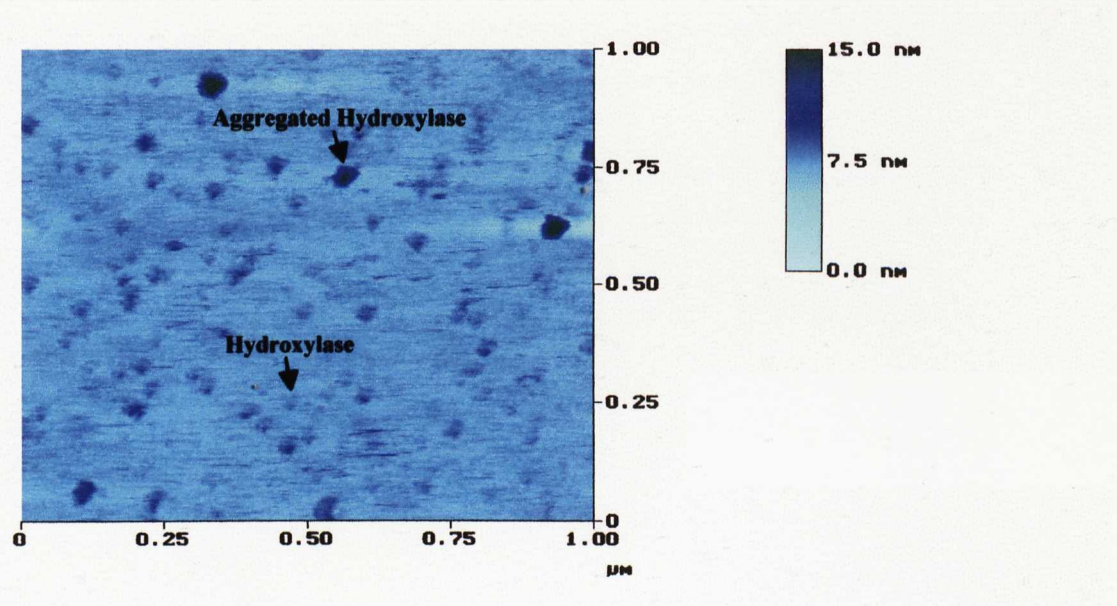 1.00
15.0 nM
Aggregated Hydroxylase
0.75
7.5 nM
0.50
0.0 nM
Hydroxylase
0.25
0
0 0.25 0.50 0.75 1.00
µM